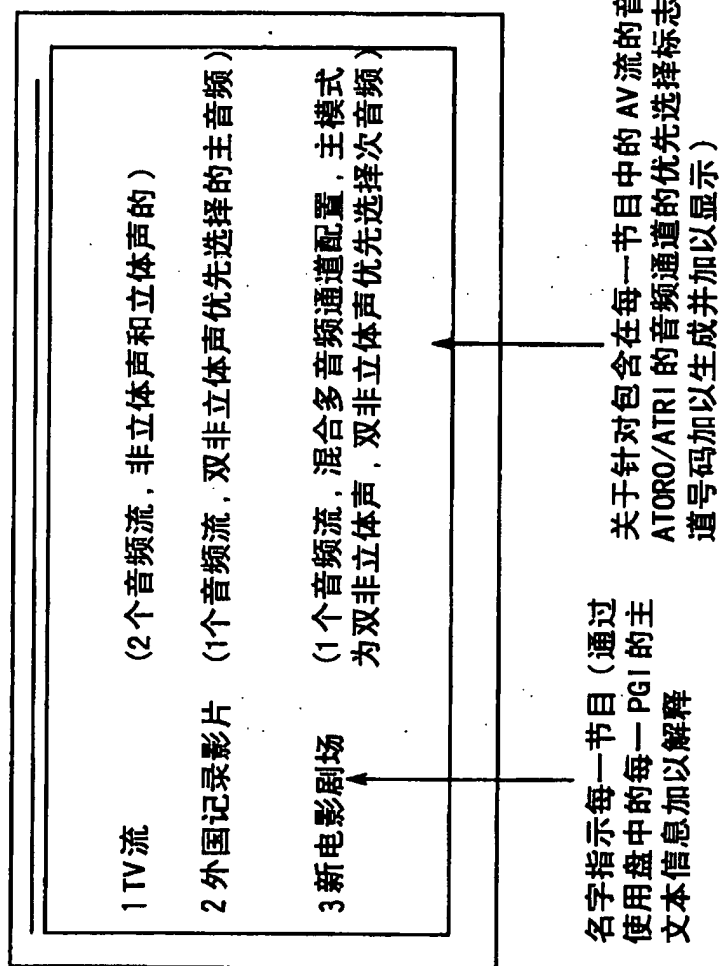 1 TV流 (2个音频流,非立体声和立体声的)
2 外国记录影片 (1个音频流,双非立体声优先选择的主音频)
3 新电影剧场 (1个音频流,混合多音频通道配置,主模式
为双非立体声,双非立体声优先选择次音频)
名字指示每一节目(通过
使用盘中的每一PGI的主
文本信息加以解释
关于针对包含在每一节目中的AV流的音
ATORO/ATRI的音频通道的优先选择标志
道号码加以生成并加以显示)